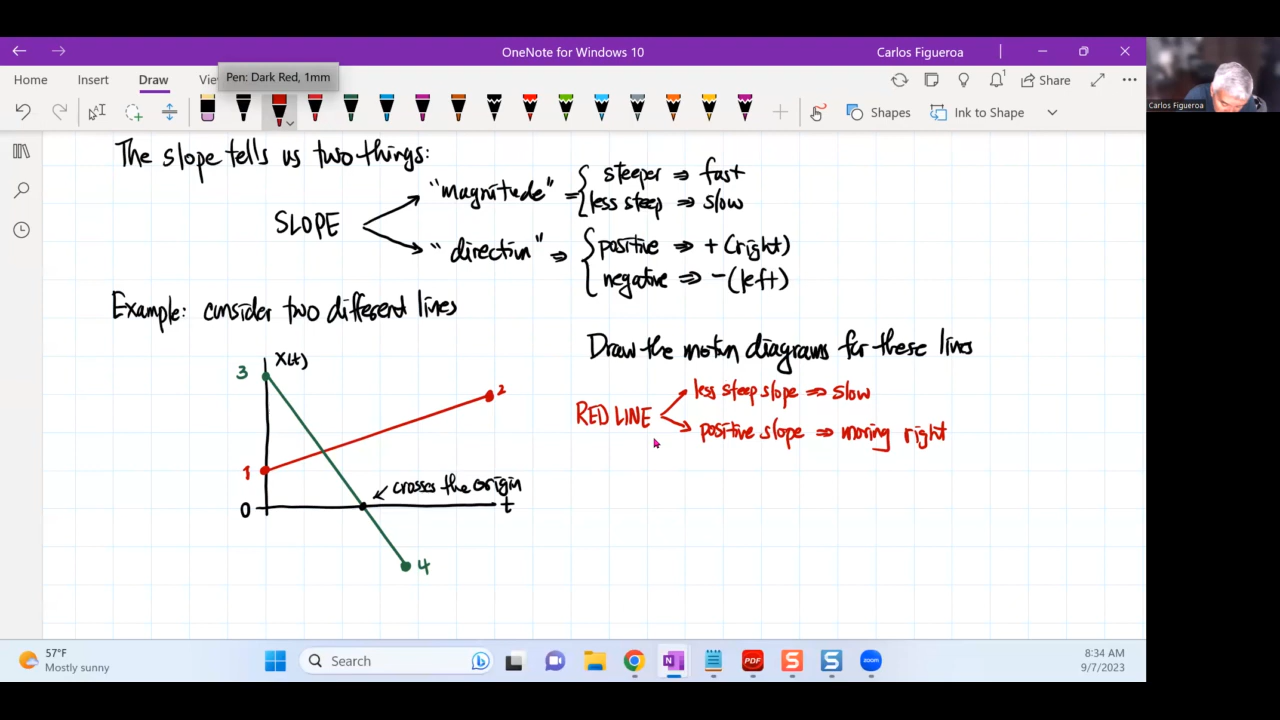 OneNote for Windows 10
Carlos Figueroa
Home
Insert
Draw
Vi
Pen: Dark Red, 1mm
Share
Shapes
Ink to Shape
Carlos Figueroa
The slope tells us two things:
SLOPE
"magnitude" = { steeper ⇒ fast
less steep ⇒ slow
"direction" ⇒ { positive ⇒ + (right)
negative ⇒ - (left)
Example: consider two different lines
Draw the motion diagrams for these lines
3
X(t)
2
1
crosses the origin
0
t
4
RED LINE
less steep slope ⇒ slow
positive slope ⇒ moving right
57°F
Mostly sunny
Search
PDF
zoom
8:34 AM
9/7/2023